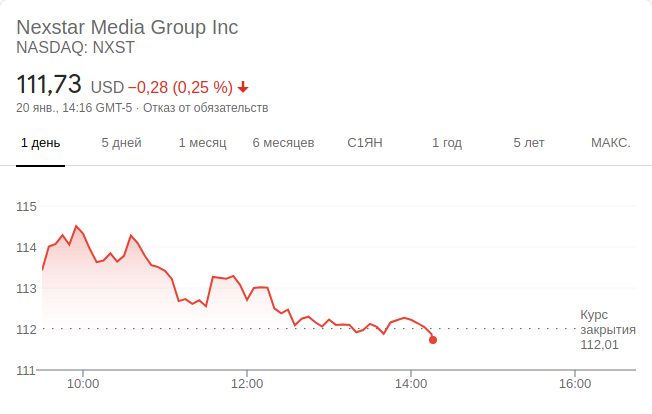 Nexstar Media Group Inc
NASDAQ: NXST
111,73 USD −0,28 (0,25 %)
20 янв., 14:16 GMT-5 · Отказ от обязательств
1 день 5 дней 1 месяц 6 месяцев С1ЯН 1 год 5 лет МАКС.
115
114
113
Курс
112 закрытия
112,01
111
10:00 12:00 14:00 16:00